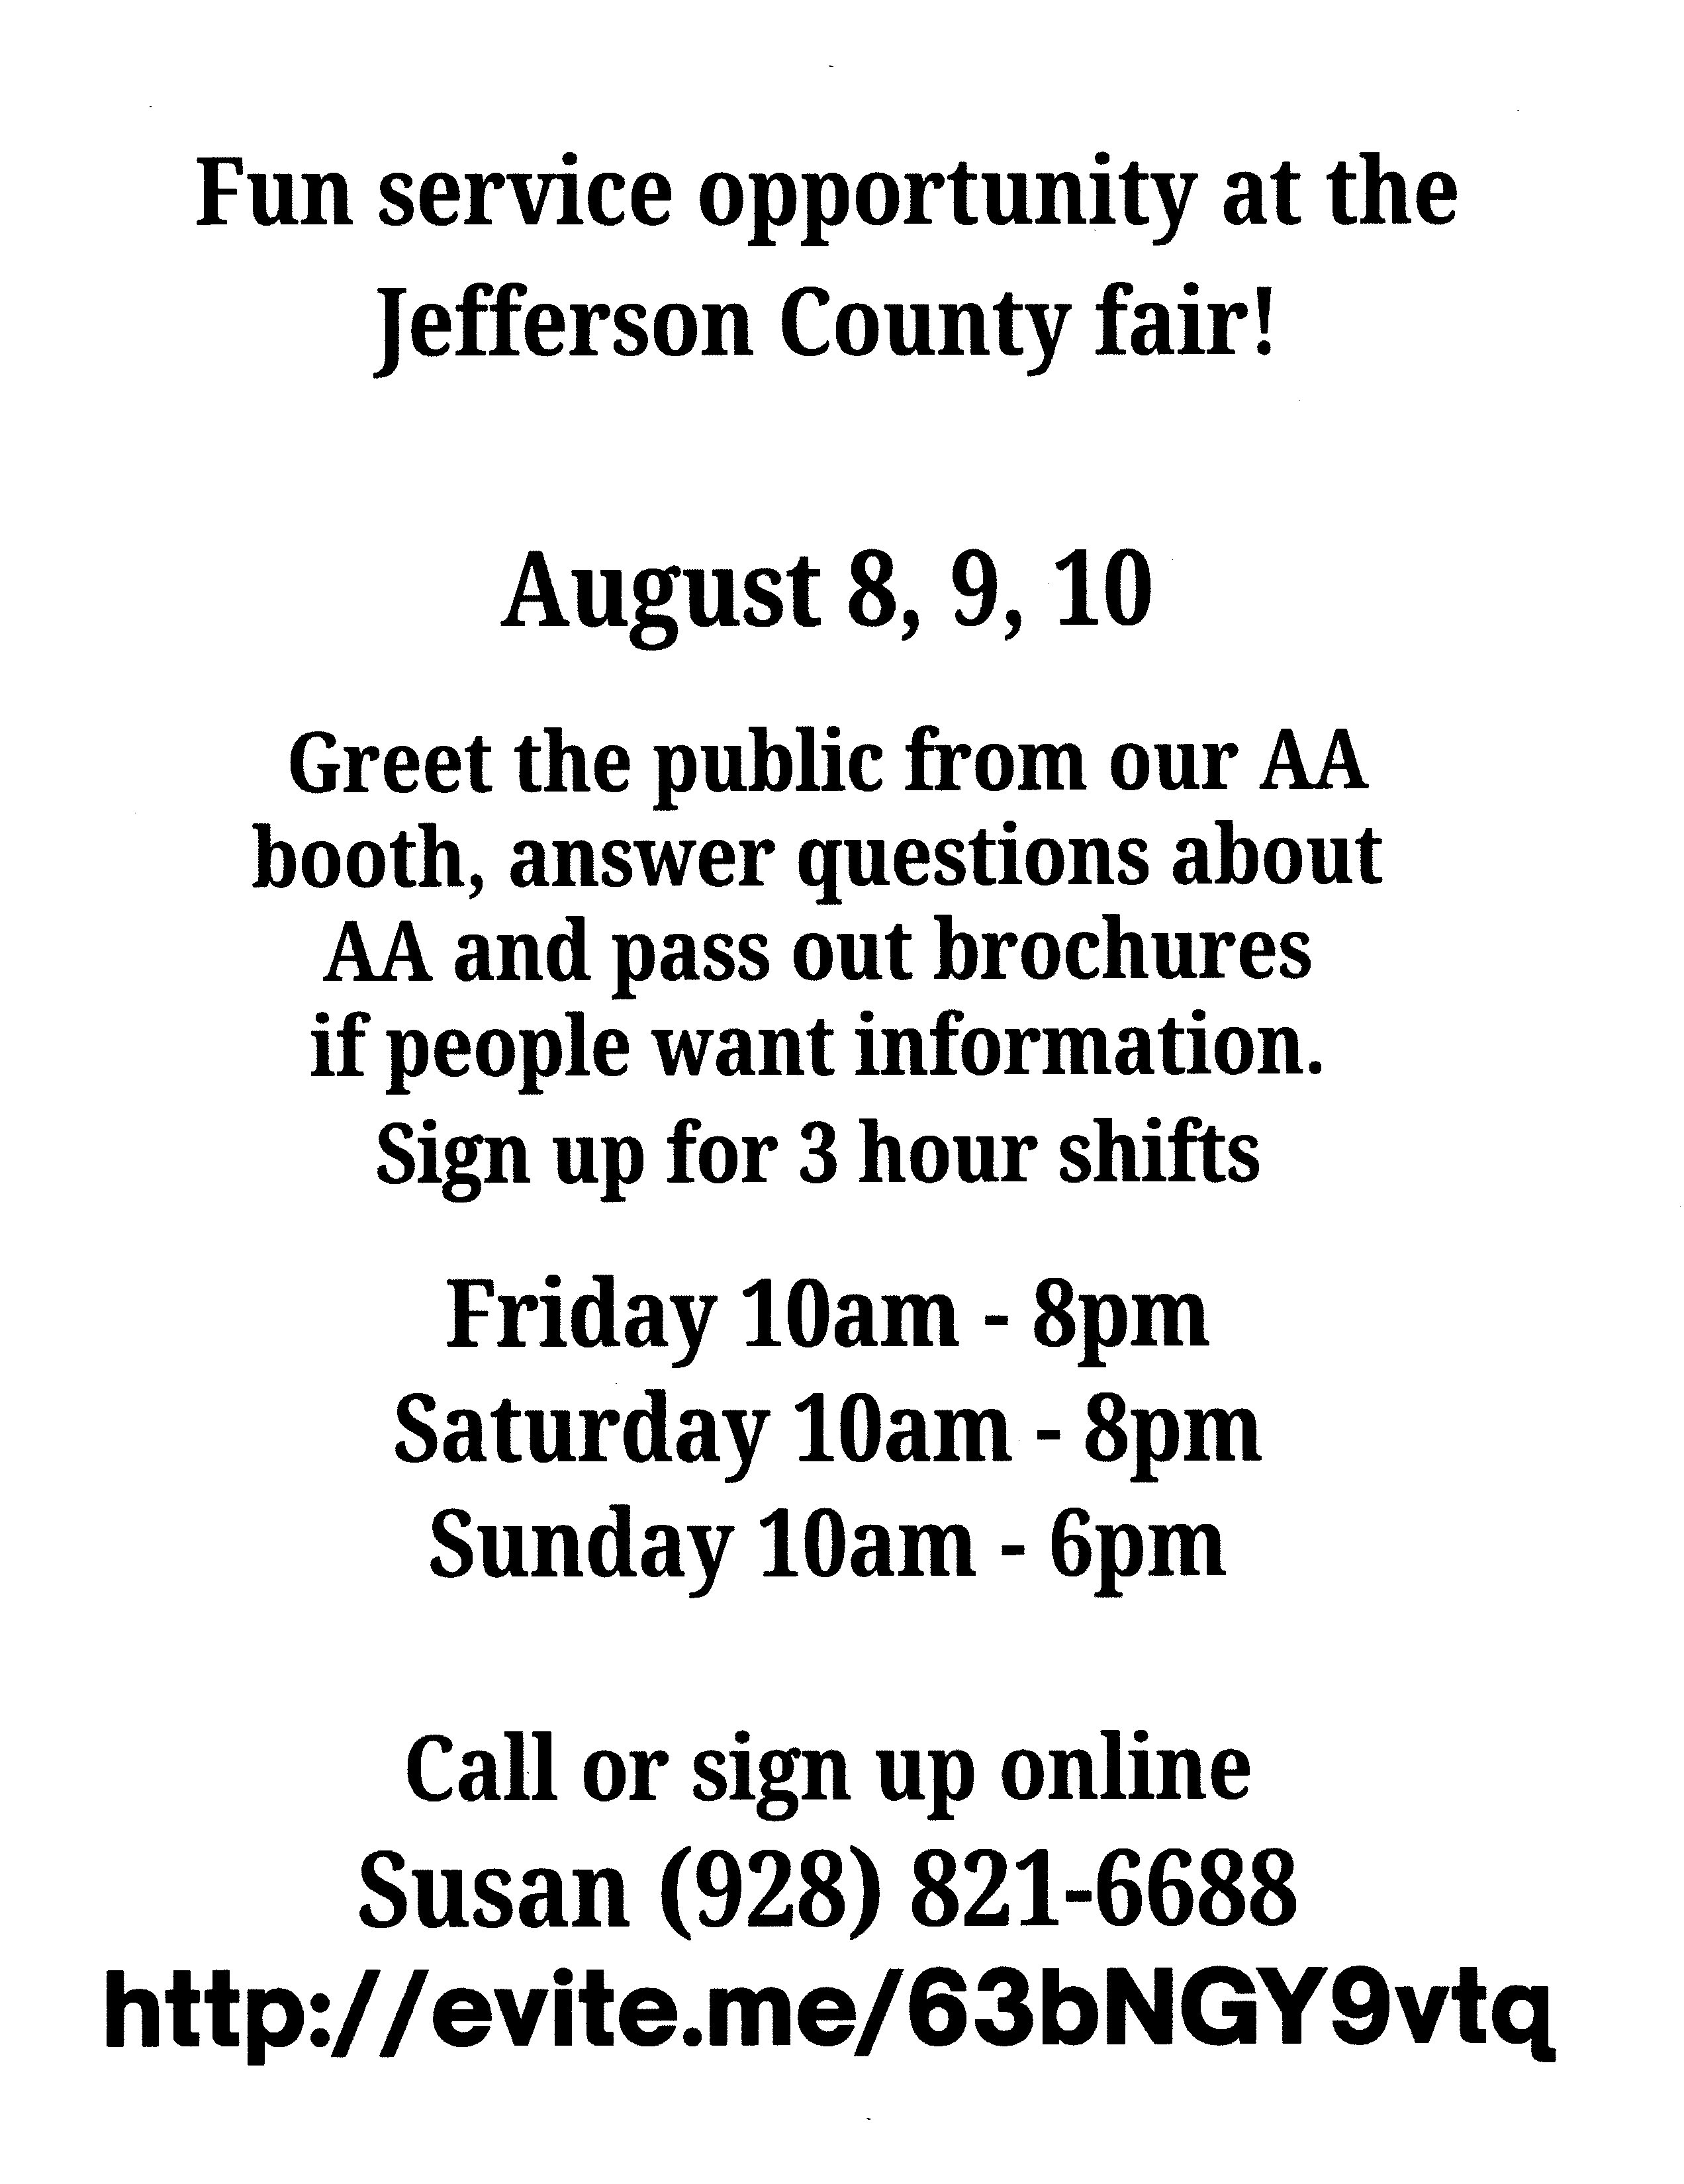 Fun service opportunity at the
Jefferson County fair!
August 8, 9, 10
Greet the public from our AA
booth, answer questions about
AA and pass out brochures
if people want information.
Sign up for 3 hour shifts
Friday 10am - 8pm
Saturday 10am - 8pm
Sunday 10am - 6pm
Call or sign up online
Susan (928) 821-6688
http://evite.me/63bNGY9vtq